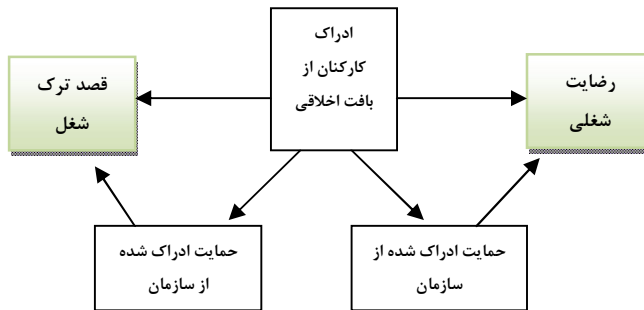 ادراک
کارکنان از
بافت اخلاقی
رضایت
شغلی
قصد ترک
شغل
حمایت ادراک شده از
سازمان
حمایت ادراک شده
از سازمان